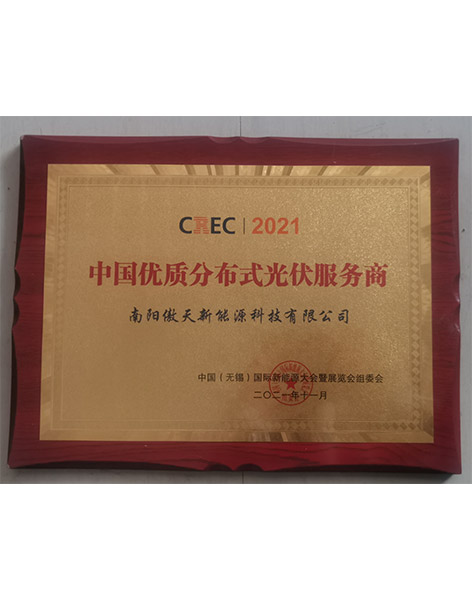 CREC | 2021
中国优质分布式光伏服务商
南阳傲天新能源科技有限公司
中国（无锡）国际新能源大会暨展览会组委会
二〇二一年十一月